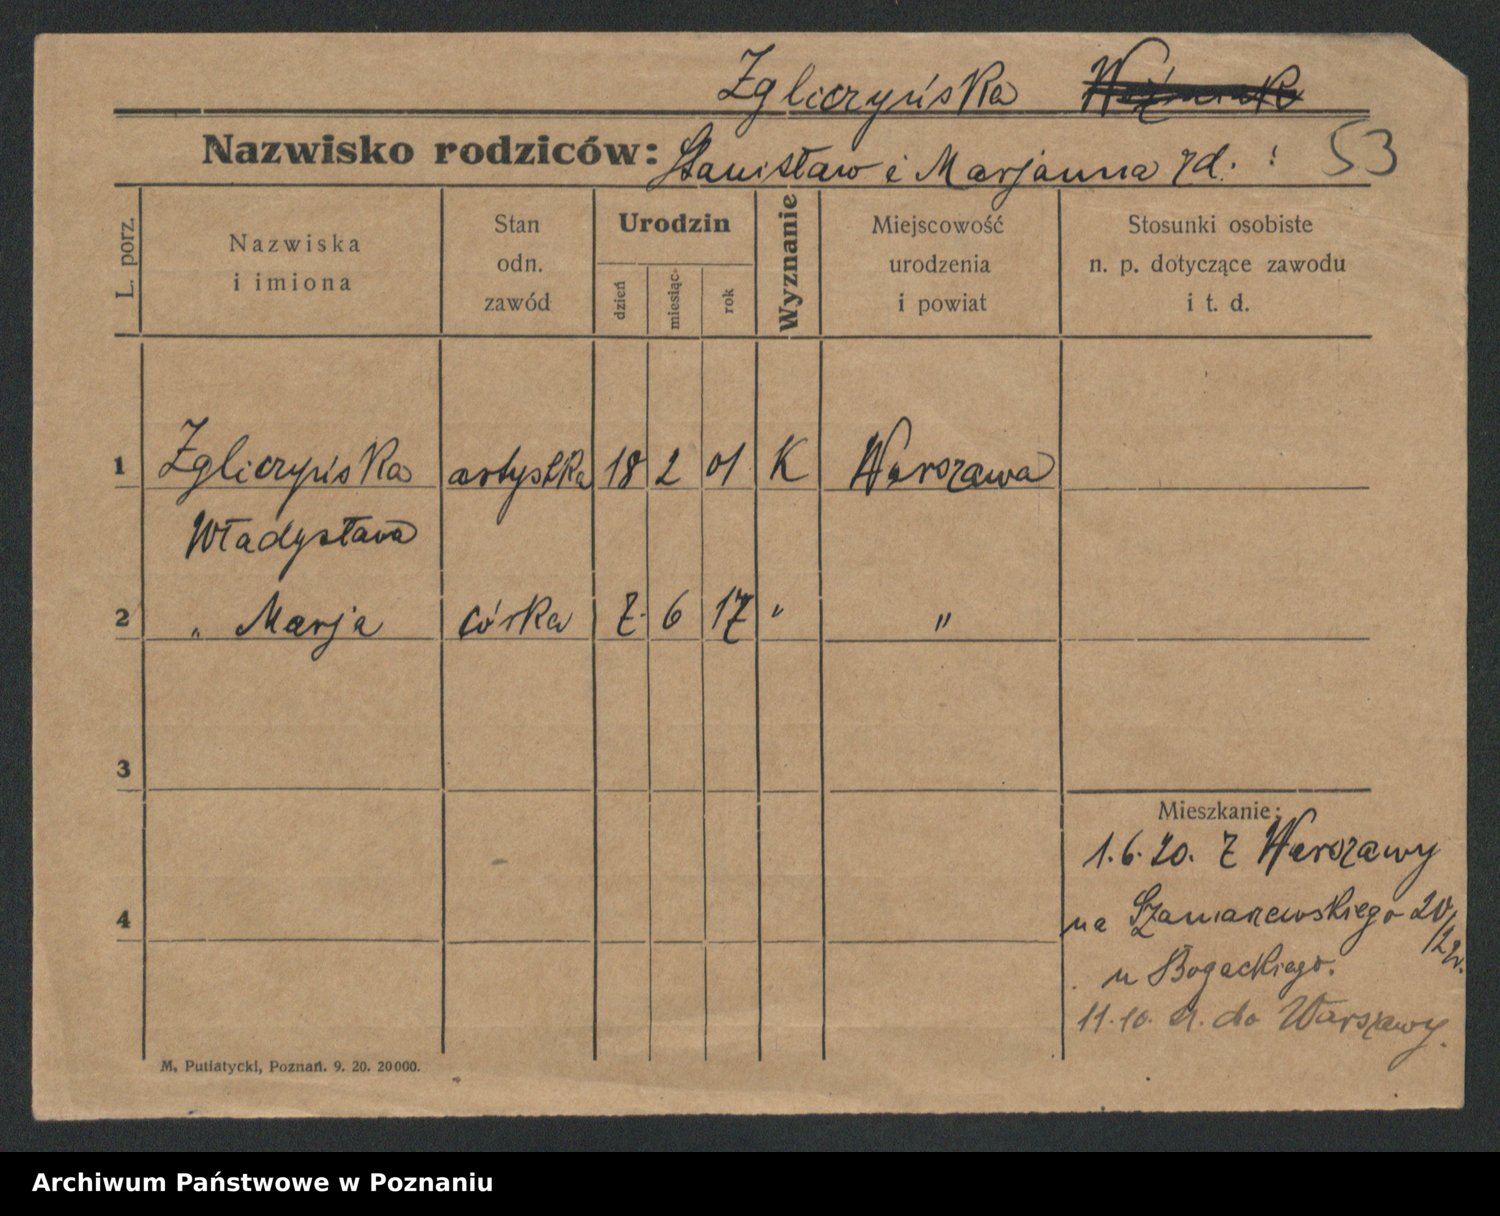 Zgliczyńska
Nazwisko rodziców: Stanisław i Marjanna rd. !
53
L. porz.
Nazwiska
i imiona
Stan
odn.
zawód
Urodzin
dzień
miesiąc
rok
Wyznanie
Miejscowość
urodzenia
i powiat
Stosunki osobiste
n. p. dotyczące zawodu
i t. d.
1 Zgliczyńska artystka 18 2 01 K Warszawa
Władysława
2 " Marja córka 7. 6 17 " "
3
Mieszkanie:
1.6.20. z Warszawy
na Szamarzewskiego 20/
12
4
u Bogackiego.
11.10. 21. do Warszawy.
M. Putiatycki, Poznań. 9. 20. 20000.
Archiwum Państwowe w Poznaniu